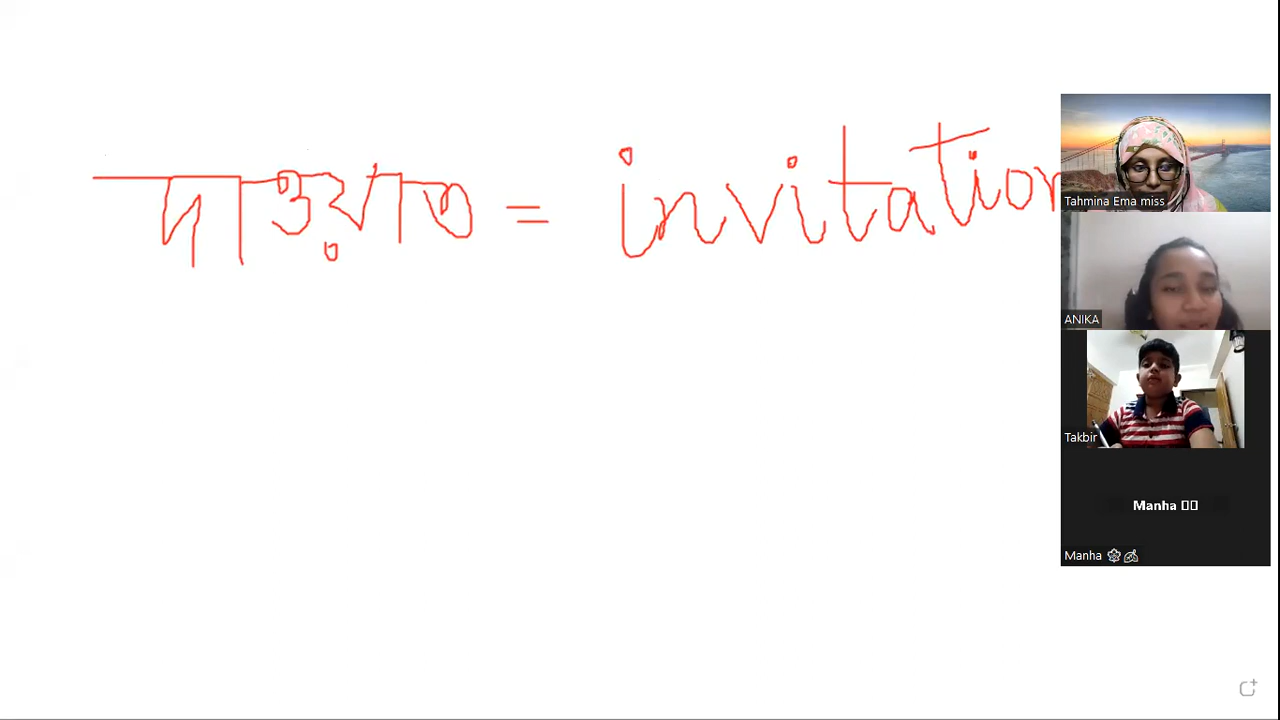 দাওয়াত = invitation
Tahmina Ema miss
ANIKA
Takbir
Manha
Manha